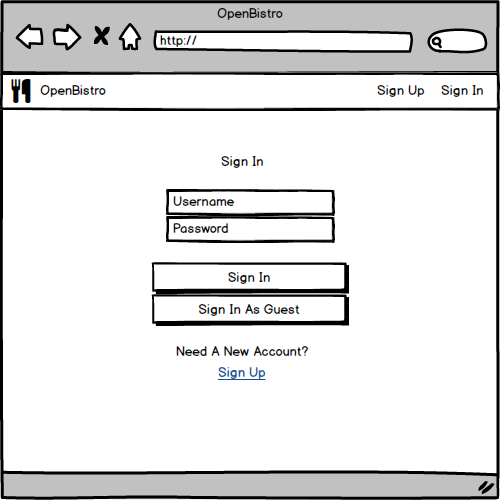 OpenBistro
http://
OpenBistro Sign Up Sign In
Sign In
Username
Password
Sign In
Sign In As Guest
Need A New Account?
Sign Up